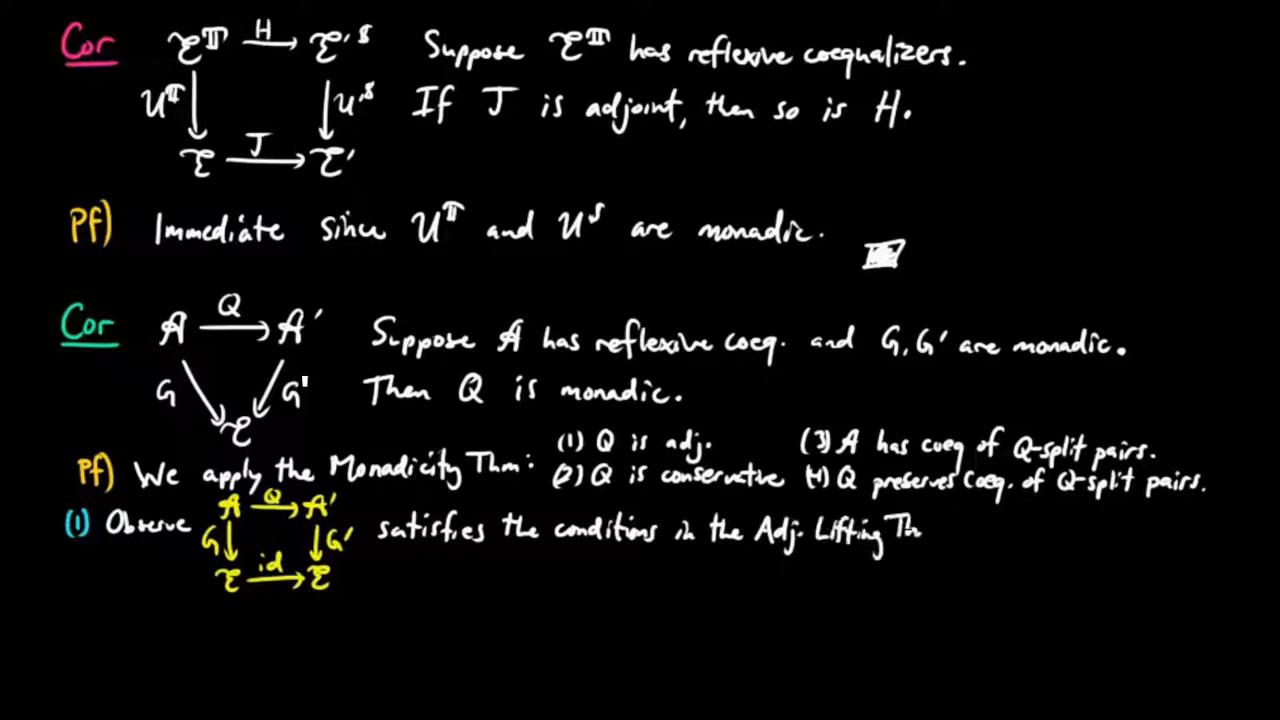 Cor ℰ^𝕋 H ℰ'^𝕊 Suppose ℰ^𝕋 has reflexive coequalizers.
U^𝕋 U'^𝕊 If J is adjoint, then so is H.
ℰ J ℰ'
Pf) Immediate since U^𝕋 and U^𝕊 are monadic.
Cor 𝒜 Q 𝒜' Suppose 𝒜 has reflexive coeq. and G, G' are monadic.
G G' Then Q is monadic.
ℰ
Pf) We apply the Monadicity Thm: (1) Q is adj. (3) 𝒜 has coeq of Q-split pairs.
(2) Q is conservative (4) Q preserves coeq. of Q-split pairs.
(1) Observe 𝒜 Q 𝒜' satisfies the conditions in the Adj. Lifting Th
G G'
ℰ id ℰ